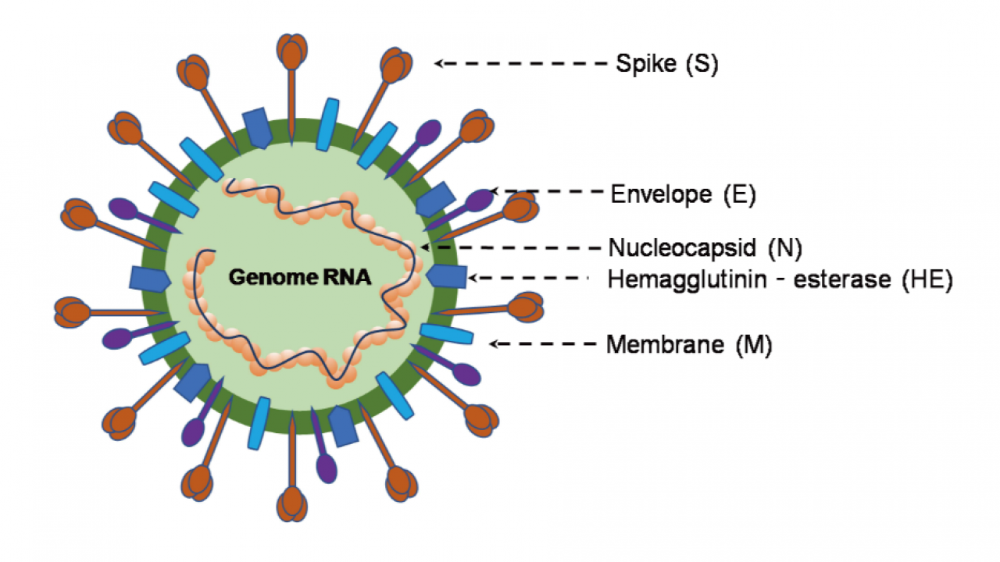 Spike (S)
Envelope (E)
Nucleocapsid (N)
Genome RNA
Hemagglutinin - esterase (HE)
Membrane (M)